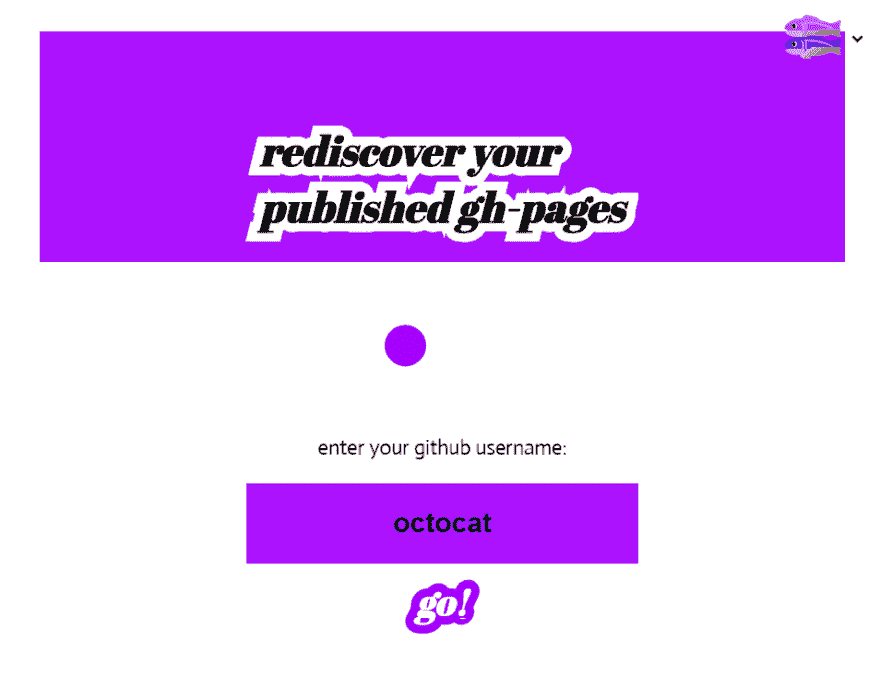 rediscover your
published gh-pages
enter your github username:
octocat
go!